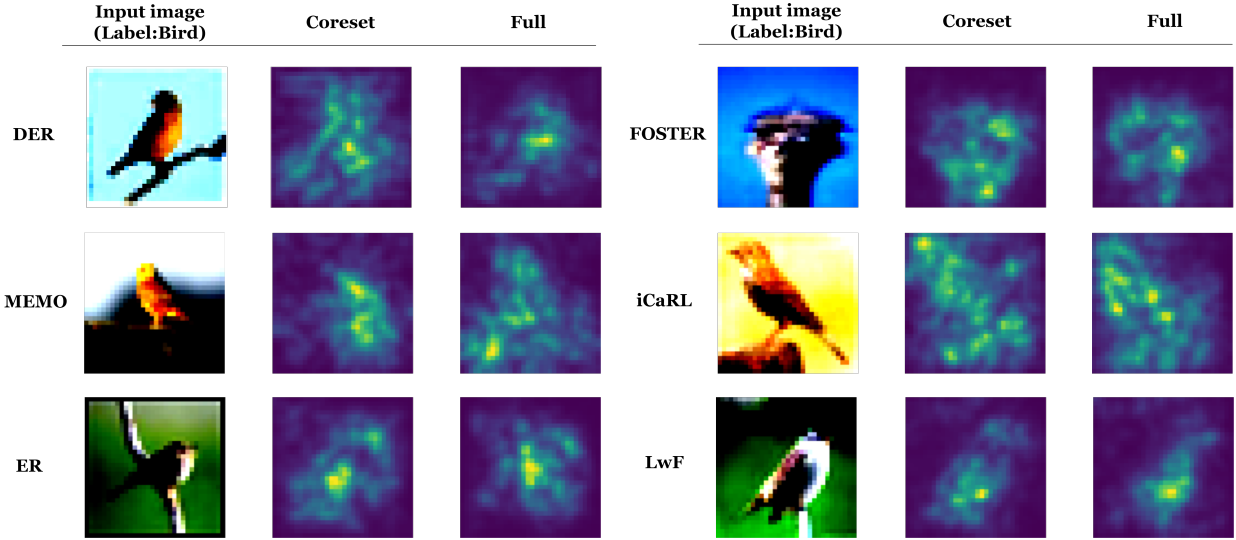 Input image
(Label:Bird)
Coreset
Full
Input image
(Label:Bird)
Coreset
Full
DER
FOSTER
MEMO
iCaRL
ER
LwF